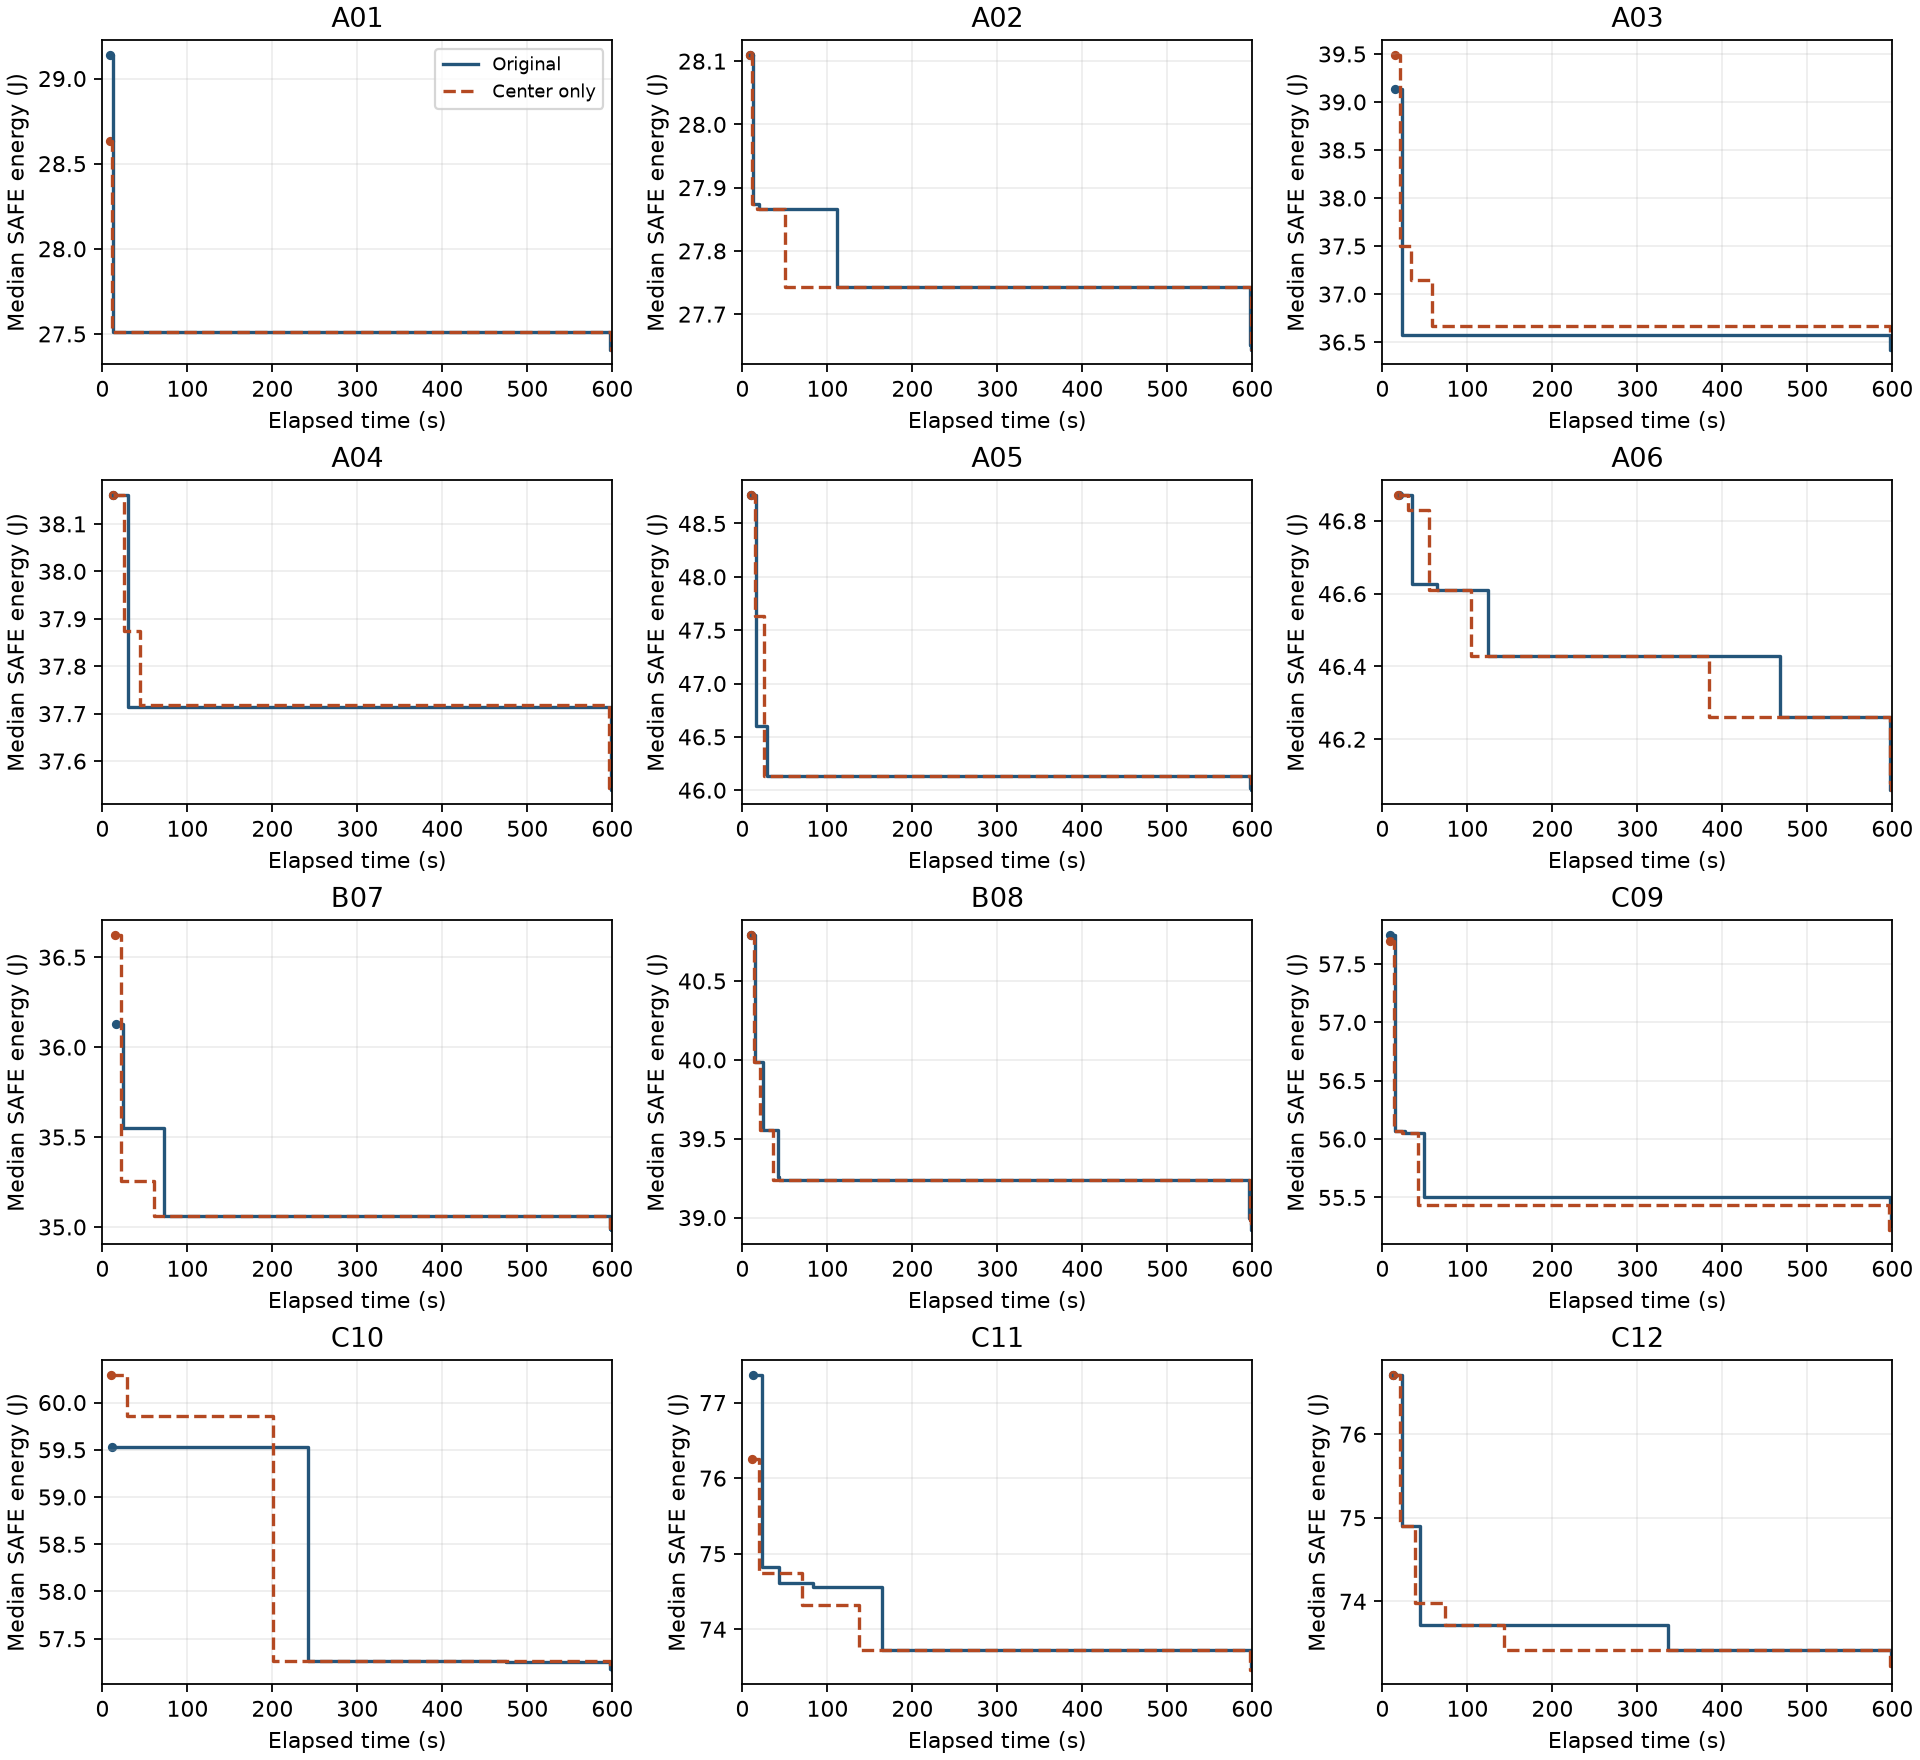 A01
A02
A03
Median SAFE energy (J)
29.0
28.5
28.0
27.5
Original
Center only
0 100 200 300 400 500 600
Elapsed time (s)
Median SAFE energy (J)
28.1
28.0
27.9
27.8
27.7
0 100 200 300 400 500 600
Elapsed time (s)
Median SAFE energy (J)
39.5
39.0
38.5
38.0
37.5
37.0
36.5
0 100 200 300 400 500 600
Elapsed time (s)
A04
A05
A06
Median SAFE energy (J)
38.1
38.0
37.9
37.8
37.7
37.6
0 100 200 300 400 500 600
Elapsed time (s)
Median SAFE energy (J)
48.5
48.0
47.5
47.0
46.5
46.0
0 100 200 300 400 500 600
Elapsed time (s)
Median SAFE energy (J)
46.8
46.6
46.4
46.2
0 100 200 300 400 500 600
Elapsed time (s)
B07
B08
C09
Median SAFE energy (J)
36.5
36.0
35.5
35.0
0 100 200 300 400 500 600
Elapsed time (s)
Median SAFE energy (J)
40.5
40.0
39.5
39.0
0 100 200 300 400 500 600
Elapsed time (s)
Median SAFE energy (J)
57.5
57.0
56.5
56.0
55.5
0 100 200 300 400 500 600
Elapsed time (s)
C10
C11
C12
Median SAFE energy (J)
60.0
59.5
59.0
58.5
58.0
57.5
0 100 200 300 400 500 600
Elapsed time (s)
Median SAFE energy (J)
77
76
75
74
0 100 200 300 400 500 600
Elapsed time (s)
Median SAFE energy (J)
76
75
74
0 100 200 300 400 500 600
Elapsed time (s)